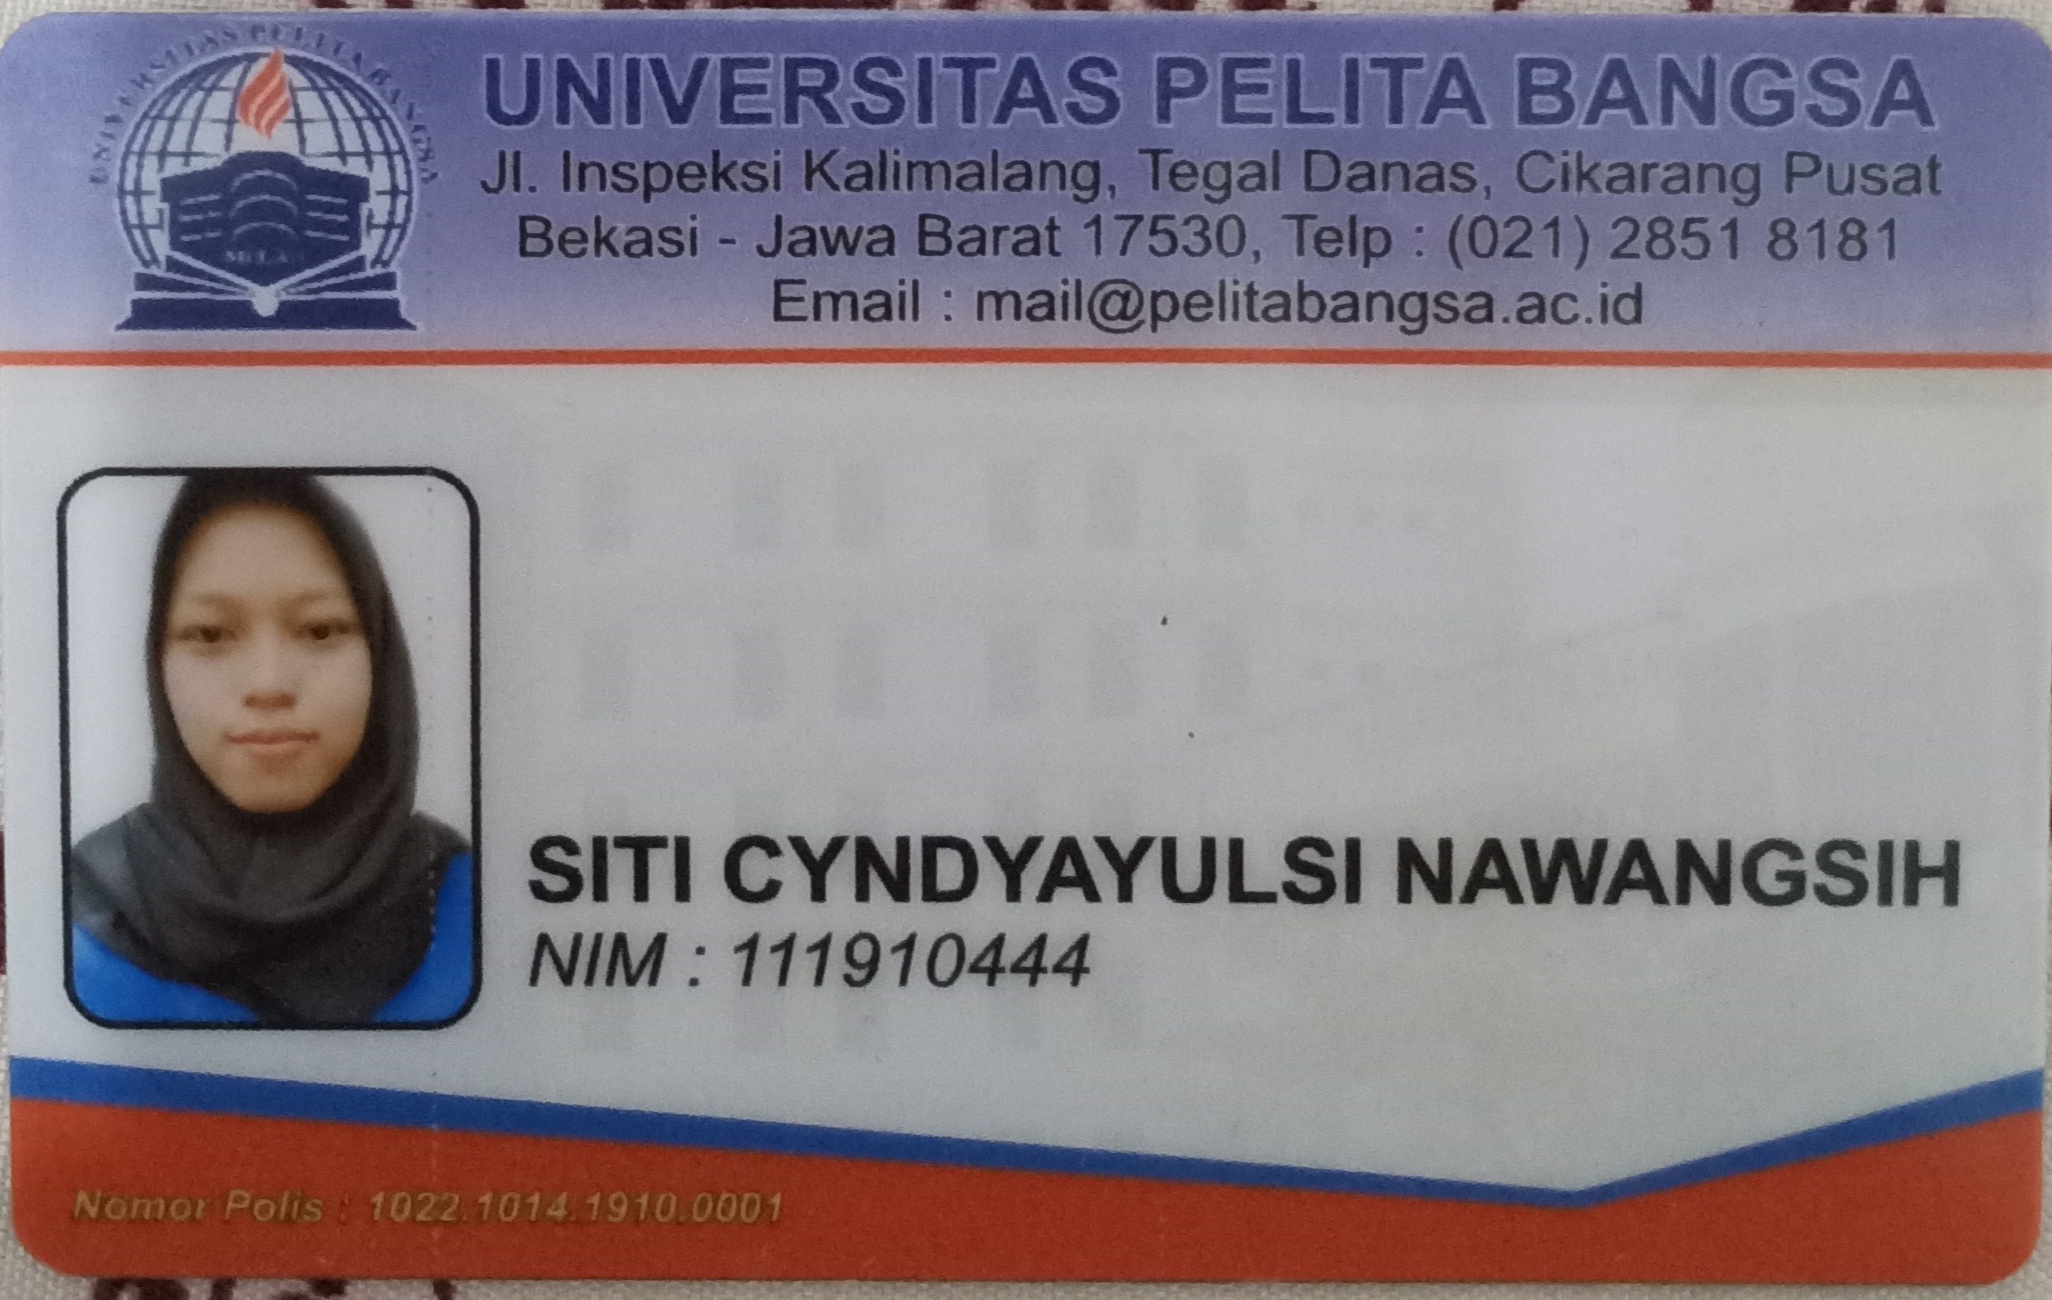 UNIVERSITAS PELITA BANGSA
UNIVERSITAS PELITA BANGSA
Jl. Inspeksi Kalimalang, Tegal Danas, Cikarang Pusat
Bekasi - Jawa Barat 17530, Telp : (021) 2851 8181
Email : mail@pelitabangsa.ac.id
SITI CYNDYAYULSI NAWANGSIH
NIM : 111910444
Nomor Polis : 1022.1014.1910.0001